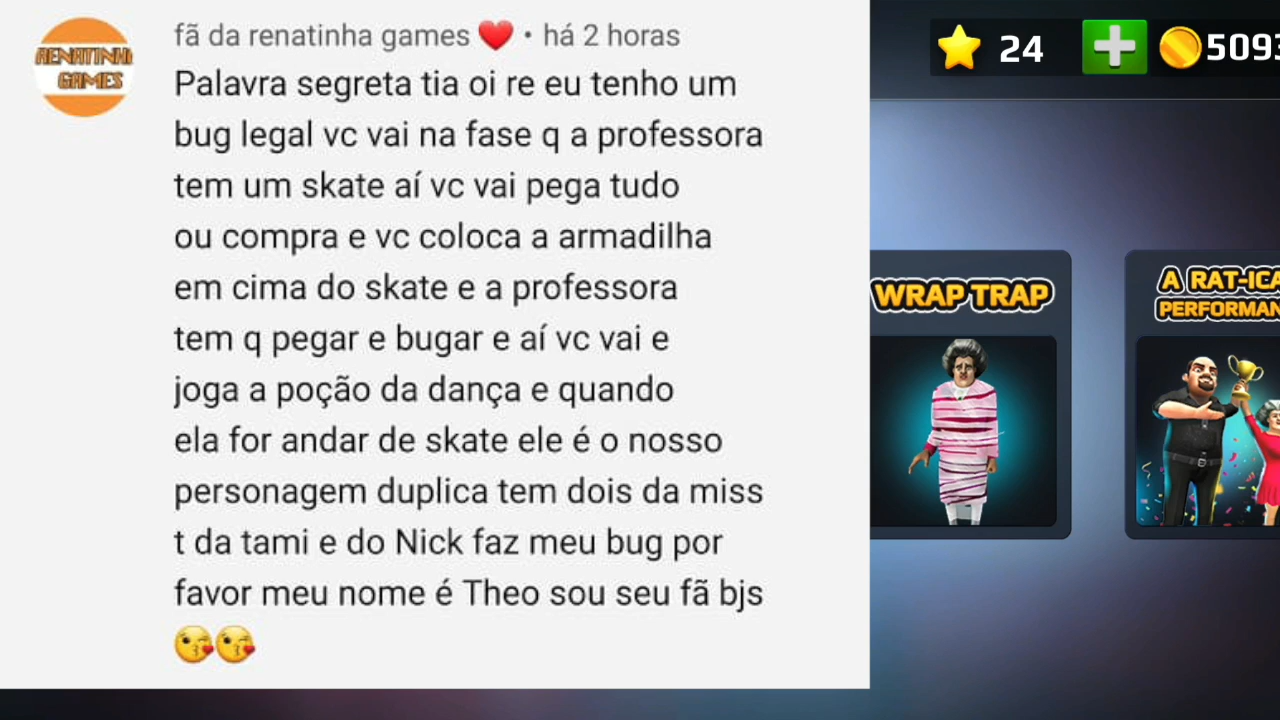 RENATINHA
GAMES
fã da renatinha games ❤️ • há 2 horas
Palavra segreta tia oi re eu tenho um
bug legal vc vai na fase q a professora
tem um skate aí vc vai pega tudo
ou compra e vc coloca a armadilha
em cima do skate e a professora
tem q pegar e bugar e aí vc vai e
joga a poção da dança e quando
ela for andar de skate ele é o nosso
personagem duplica tem dois da miss
t da tami e do Nick faz meu bug por
favor meu nome é Theo sou seu fã bjs
😘😘
24
5093
WRAP TRAP
A RAT-ICA
PERFORMAN